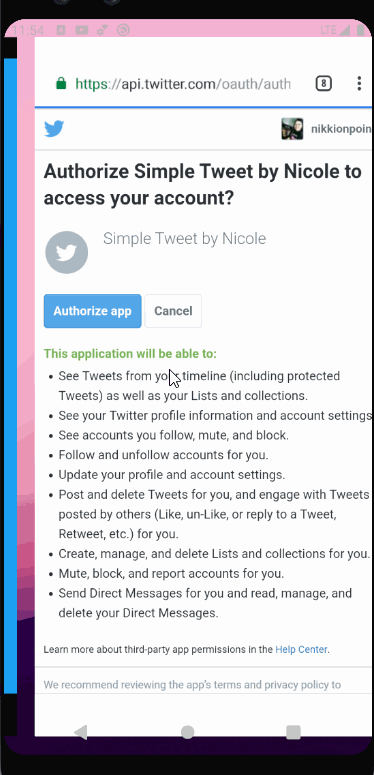 11:54
LTE
https://api.twitter.com/oauth/auth
8
nikkionpoin
Authorize Simple Tweet by Nicole to
access your account?
Simple Tweet by Nicole
Authorize app
Cancel
This application will be able to:
• See Tweets from your timeline (including protected
Tweets) as well as your Lists and collections.
• See your Twitter profile information and account settings
• See accounts you follow, mute, and block.
• Follow and unfollow accounts for you.
• Update your profile and account settings.
• Post and delete Tweets for you, and engage with Tweets
posted by others (Like, un-Like, or reply to a Tweet,
Retweet, etc.) for you.
• Create, manage, and delete Lists and collections for you.
• Mute, block, and report accounts for you.
• Send Direct Messages for you and read, manage, and
delete your Direct Messages.
Learn more about third-party app permissions in the Help Center.
We recommend reviewing the app's terms and privacy policy to